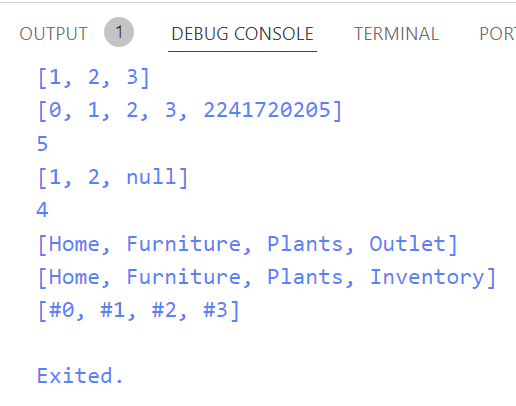 OUTPUT 1 DEBUG CONSOLE TERMINAL POR
[1, 2, 3]
[0, 1, 2, 3, 2241720205]
5
[1, 2, null]
4
[Home, Furniture, Plants, Outlet]
[Home, Furniture, Plants, Inventory]
[#0, #1, #2, #3]
Exited.